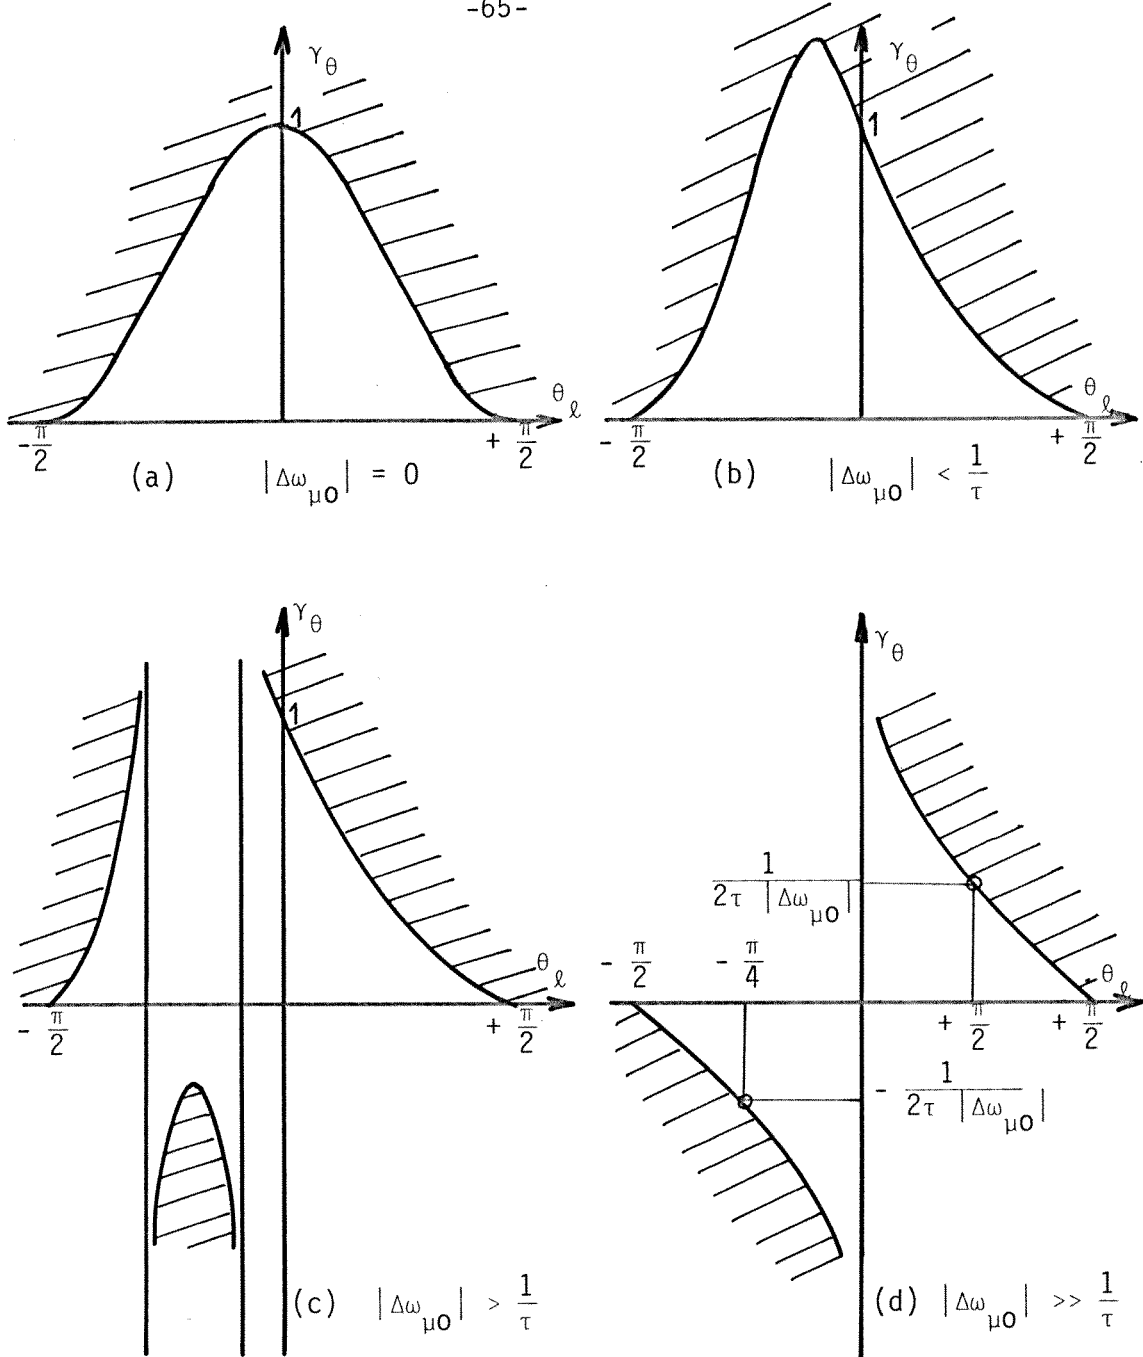 -65-
γθ
1
θℓ
-π/2
+ π/2
(a) |Δωμo| = 0
γθ
1
θℓ
- π/2
+ π/2
(b) |Δωμo| < 1/τ
γθ
1
θℓ
- π/2
+ π/2
(c) |Δωμo| > 1/τ
γθ
1/2τ |Δωμo|
- π/2
- π/4
θℓ
+ π/2
+ π/2
- 1/2τ |Δωμo|
(d) |Δωμo| >> 1/τ